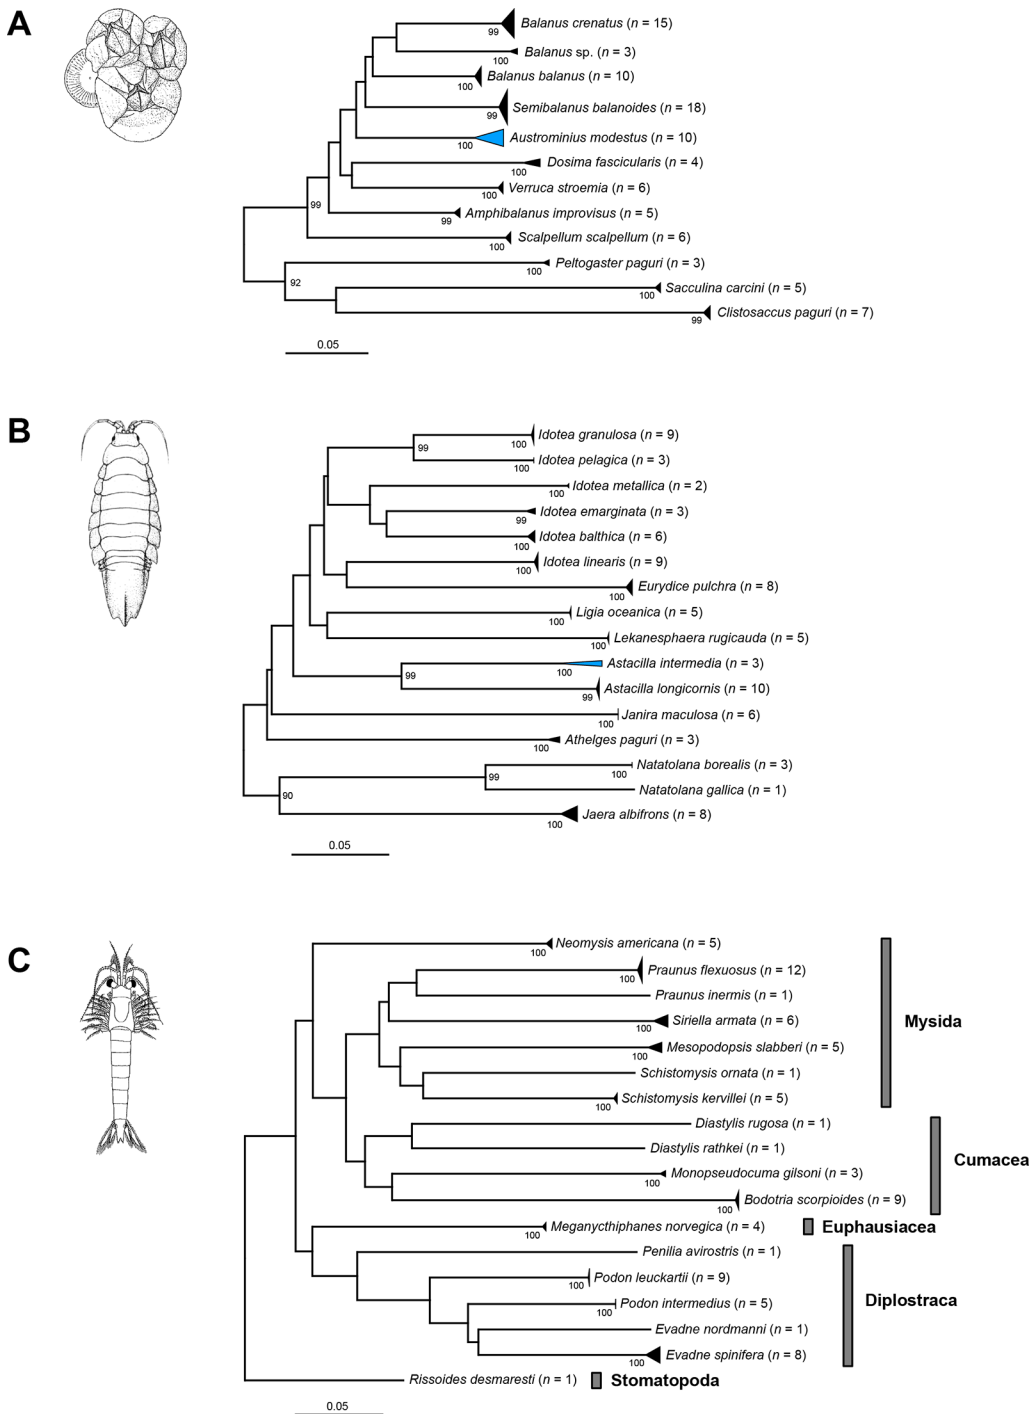 A
Balanus crenatus (n = 15)
99
Balanus sp. (n = 3)
100
Balanus balanus (n = 10)
100
Semibalanus balanoides (n = 18)
99
Austrominius modestus (n = 10)
100
Dosima fascicularis (n = 4)
100
Verruca stroemia (n = 6)
100
99
Amphibalanus improvisus (n = 5)
99
Scalpellum scalpellum (n = 6)
100
Peltogaster paguri (n = 3)
100
92
Sacculina carcini (n = 5)
100
Clistosaccus paguri (n = 7)
99
0.05
B
Idotea granulosa (n = 9)
100
99
Idotea pelagica (n = 3)
100
Idotea metallica (n = 2)
100
Idotea emarginata (n = 3)
99
Idotea balthica (n = 6)
100
Idotea linearis (n = 9)
100
Eurydice pulchra (n = 8)
100
Ligia oceanica (n = 5)
100
Lekanesphaera rugicauda (n = 5)
100
Astacilla intermedia (n = 3)
100
99
Astacilla longicornis (n = 10)
99
Janira maculosa (n = 6)
100
Athelges paguri (n = 3)
100
Natatolana borealis (n = 3)
100
99
Natatolana gallica (n = 1)
90
Jaera albifrons (n = 8)
100
0.05
C
Neomysis americana (n = 5)
100
Praunus flexuosus (n = 12)
100
Praunus inermis (n = 1)
Siriella armata (n = 6)
100
Mysida
Mesopodopsis slabberi (n = 5)
100
Schistomysis ornata (n = 1)
Schistomysis kervillei (n = 5)
100
Diastylis rugosa (n = 1)
Diastylis rathkei (n = 1)
Cumacea
Monopseudocuma gilsoni (n = 3)
100
Bodotria scorpioides (n = 9)
100
Meganycthiphanes norvegica (n = 4)
100
Euphausiacea
Penilia avirostris (n = 1)
Podon leuckartii (n = 9)
100
Diplostraca
Podon intermedius (n = 5)
100
Evadne nordmanni (n = 1)
Evadne spinifera (n = 8)
100
Rissoides desmaresti (n = 1)
Stomatopoda
0.05